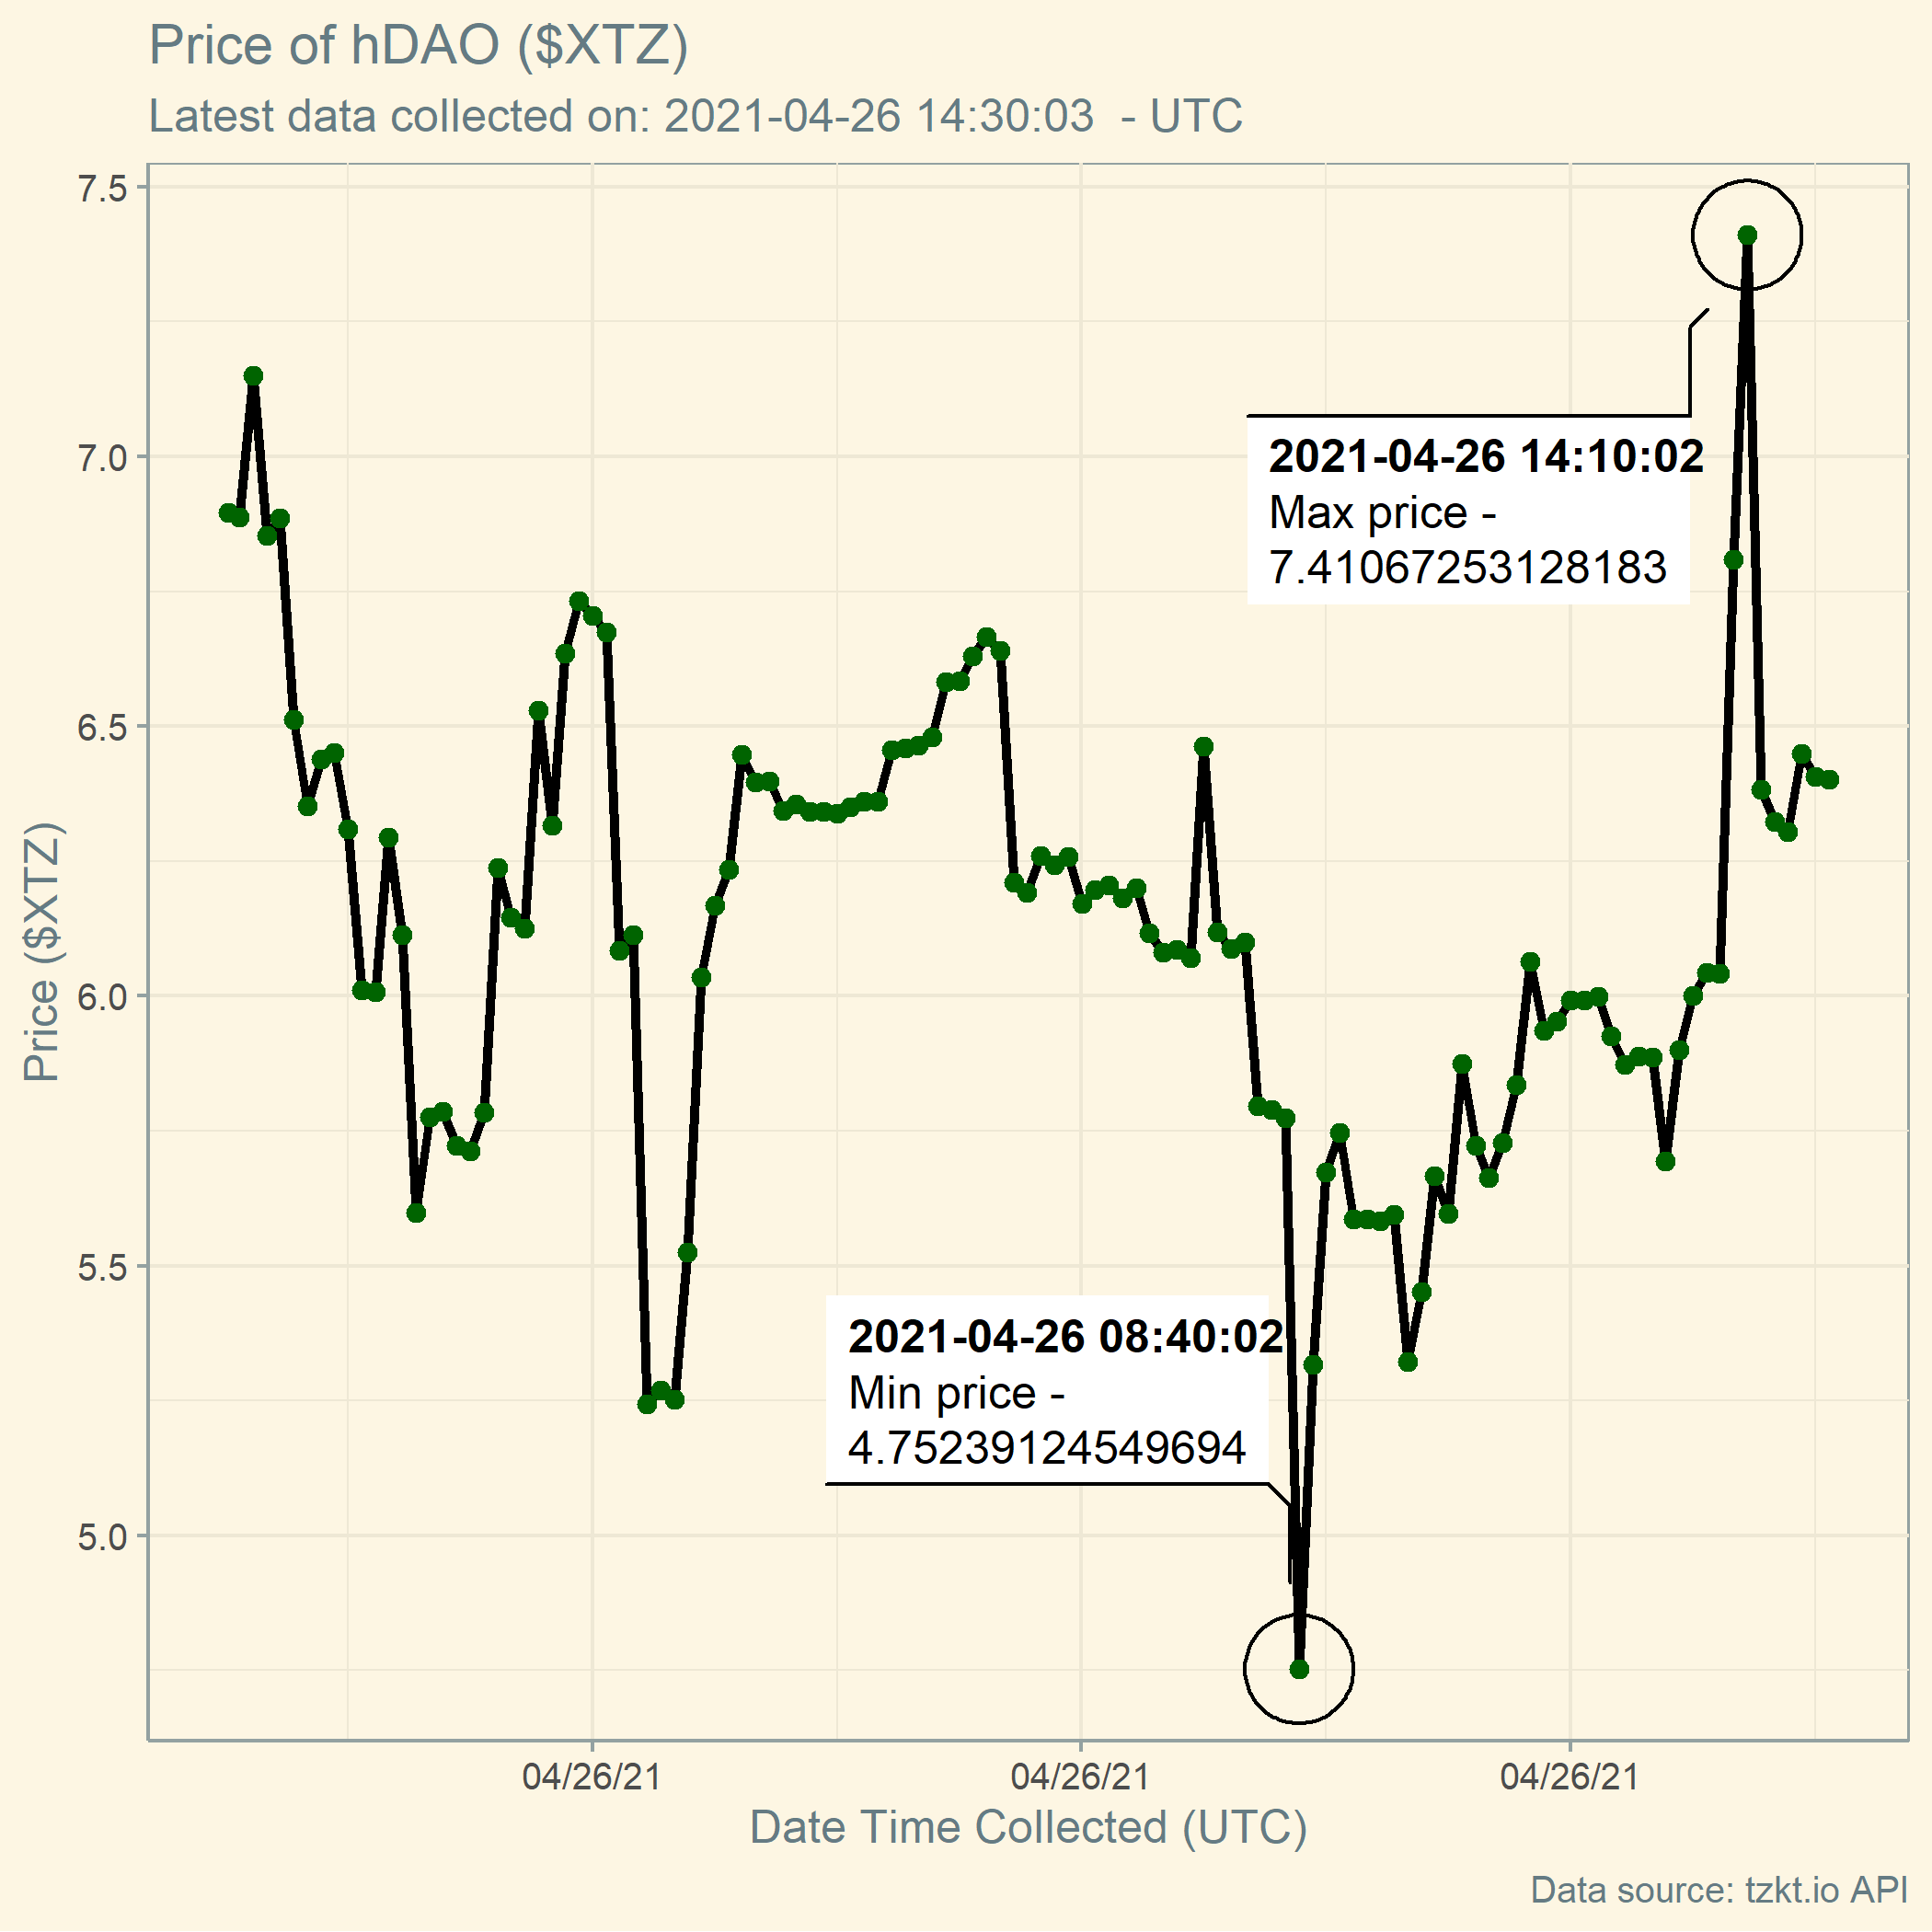 Price of hDAO ($XTZ)
Latest data collected on: 2021-04-26 14:30:03  - UTC
7.5
7.0
6.5
6.0
5.5
5.0
Price ($XTZ)
2021-04-26 14:10:02
Max price -
7.41067253128183
2021-04-26 08:40:02
Min price -
4.75239124549694
04/26/21
04/26/21
04/26/21
Date Time Collected (UTC)
Data source: tzkt.io API